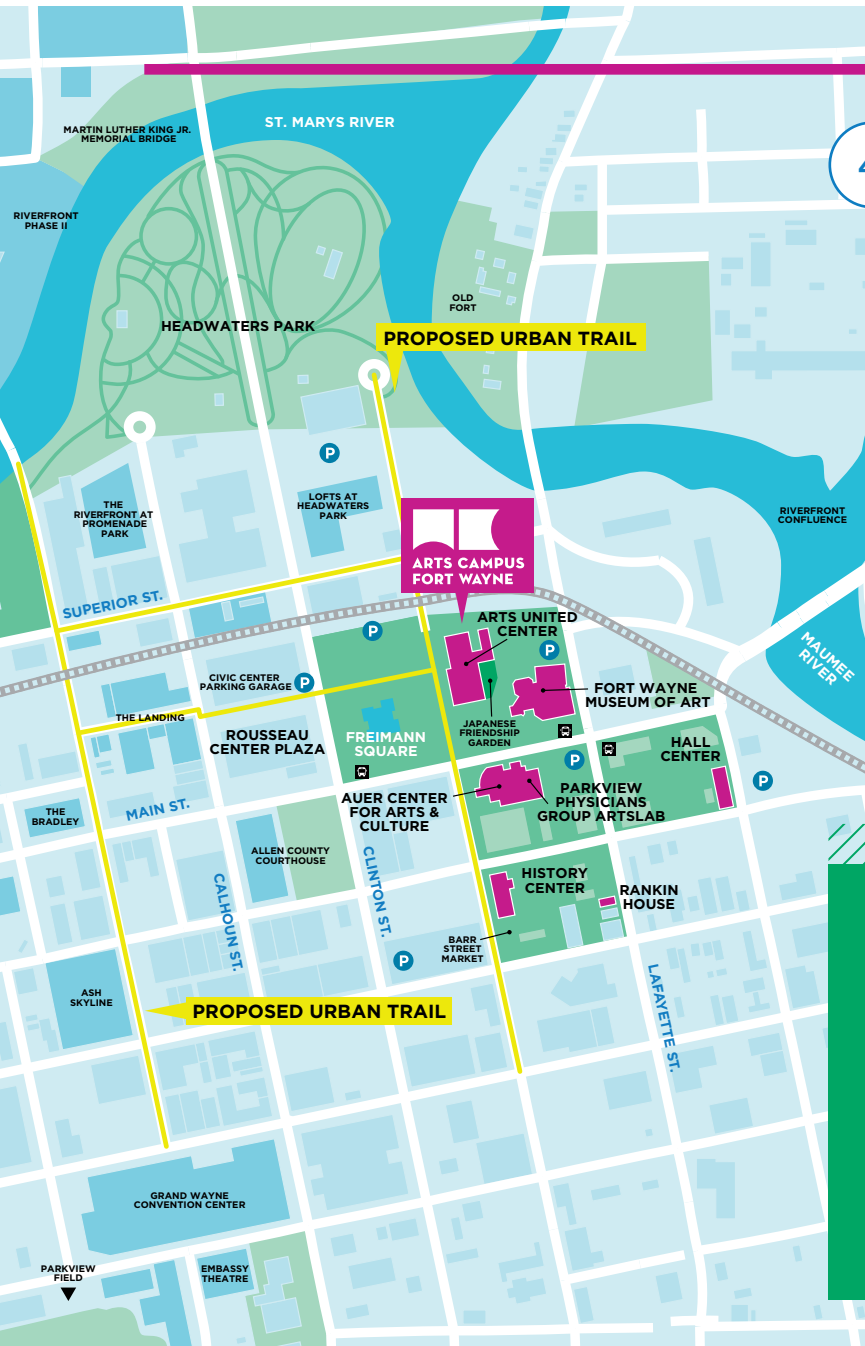 ST. MARYS RIVER
MARTIN LUTHER KING JR.
MEMORIAL BRIDGE
4
RIVERFRONT
PHASE II
OLD
FORT
HEADWATERS PARK
PROPOSED URBAN TRAIL
P
LOFTS AT
HEADWATERS
PARK
THE
RIVERFRONT AT
PROMENADE
PARK
RIVERFRONT
CONFLUENCE
ARTS CAMPUS
FORT WAYNE
SUPERIOR ST.
ARTS UNITED
CENTER
P
P
MAUMEE
RIVER
CIVIC CENTER
PARKING GARAGE
P
FORT WAYNE
MUSEUM OF ART
THE LANDING
JAPANESE
FRIENDSHIP
GARDEN
ROUSSEAU
CENTER PLAZA
FREIMANN
SQUARE
HALL
CENTER
P
P
PARKVIEW
PHYSICIANS
GROUP ARTSLAB
AUER CENTER
FOR ARTS &
CULTURE
MAIN ST.
THE
BRADLEY
ALLEN COUNTY
COURTHOUSE
CLINTON ST.
CALHOUN ST.
HISTORY
CENTER
RANKIN
HOUSE
BARR
STREET
MARKET
P
LAFAYETTE ST.
ASH
SKYLINE
PROPOSED URBAN TRAIL
GRAND WAYNE
CONVENTION CENTER
PARKVIEW
FIELD
EMBASSY
THEATRE